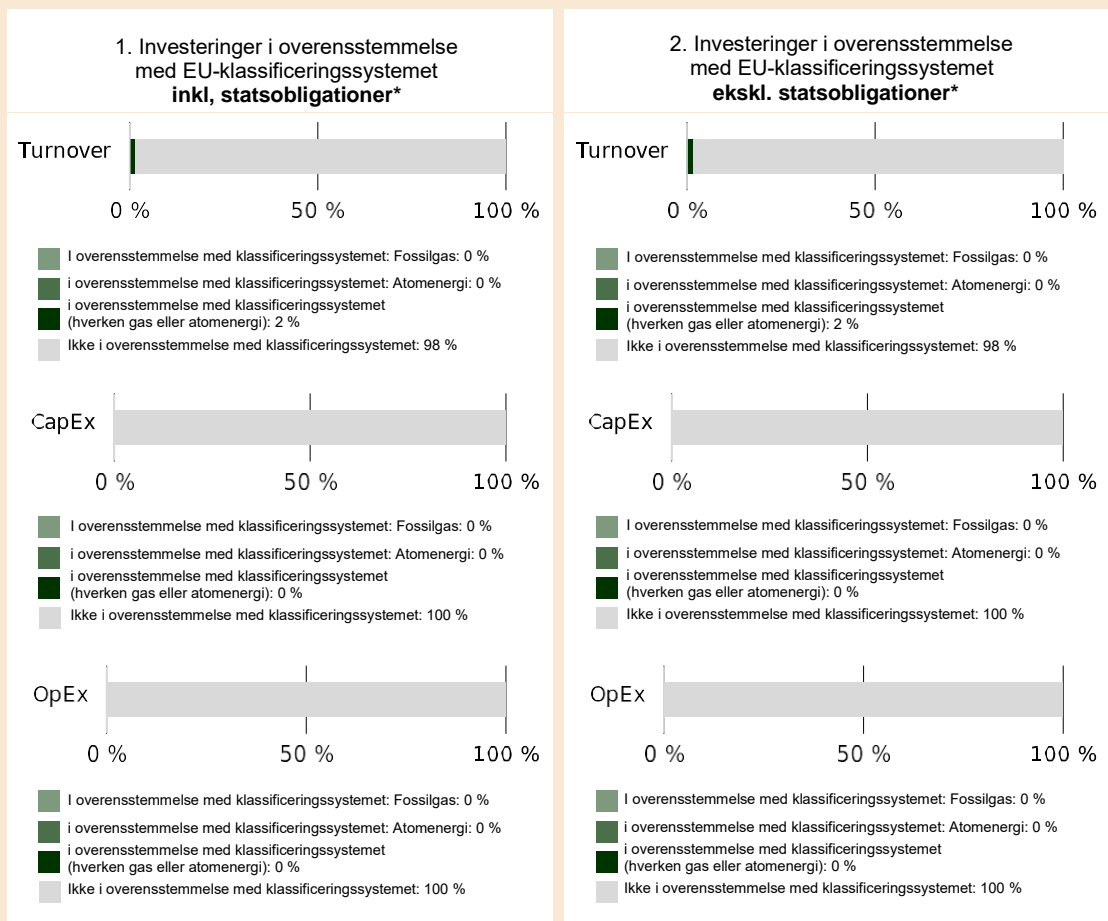 1. Investeringer i overensstemmelse
med EU-klassificeringssystemet
inkl, statsobligationer*
Turnover
0 %
50 %
100 %
I overensstemmelse med klassificeringssystemet: Fossilgas: 0 %
i overensstemmelse med klassificeringssystemet: Atomenergi: 0 %
i overensstemmelse med klassificeringssystemet
(hverken gas eller atomenergi): 2 %
Ikke i overensstemmelse med klassificeringssystemet: 98 %
CapEx
0 %
50 %
100 %
I overensstemmelse med klassificeringssystemet: Fossilgas: 0 %
i overensstemmelse med klassificeringssystemet: Atomenergi: 0 %
i overensstemmelse med klassificeringssystemet
(hverken gas eller atomenergi): 0 %
Ikke i overensstemmelse med klassificeringssystemet: 100 %
OpEx
0 %
50 %
100 %
I overensstemmelse med klassificeringssystemet: Fossilgas: 0 %
i overensstemmelse med klassificeringssystemet: Atomenergi: 0 %
i overensstemmelse med klassificeringssystemet
(hverken gas eller atomenergi): 0 %
Ikke i overensstemmelse med klassificeringssystemet: 100 %
2. Investeringer i overensstemmelse
med EU-klassificeringssystemet
ekskl. statsobligationer*
Turnover
0 %
50 %
100 %
I overensstemmelse med klassificeringssystemet: Fossilgas: 0 %
i overensstemmelse med klassificeringssystemet: Atomenergi: 0 %
i overensstemmelse med klassificeringssystemet
(hverken gas eller atomenergi): 2 %
Ikke i overensstemmelse med klassificeringssystemet: 98 %
CapEx
0 %
50 %
100 %
I overensstemmelse med klassificeringssystemet: Fossilgas: 0 %
i overensstemmelse med klassificeringssystemet: Atomenergi: 0 %
i overensstemmelse med klassificeringssystemet
(hverken gas eller atomenergi): 0 %
Ikke i overensstemmelse med klassificeringssystemet: 100 %
OpEx
0 %
50 %
100 %
I overensstemmelse med klassificeringssystemet: Fossilgas: 0 %
i overensstemmelse med klassificeringssystemet: Atomenergi: 0 %
i overensstemmelse med klassificeringssystemet
(hverken gas eller atomenergi): 0 %
Ikke i overensstemmelse med klassificeringssystemet: 100 %